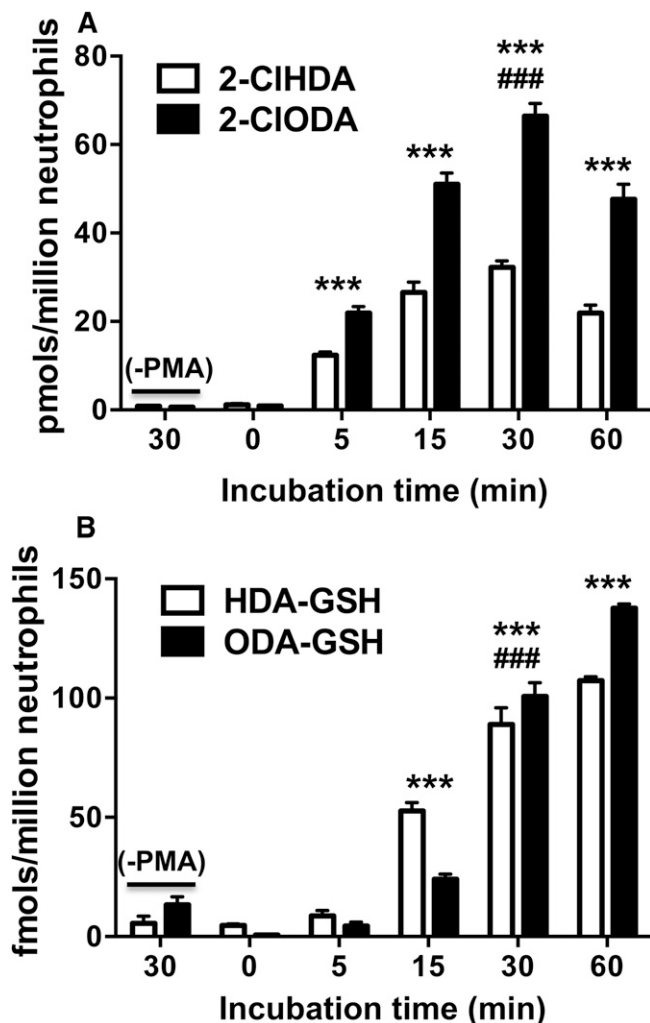 A
80
60
40
20
0
pmols/million neutrophils
2-ClHDA
2-ClODA
(-PMA)
***
***
***
###
***
30 0 5 15 30 60
Incubation time (min)
B
150
100
50
0
fmols/million neutrophils
HDA-GSH
ODA-GSH
(-PMA)
***
***
###
***
30 0 5 15 30 60
Incubation time (min)